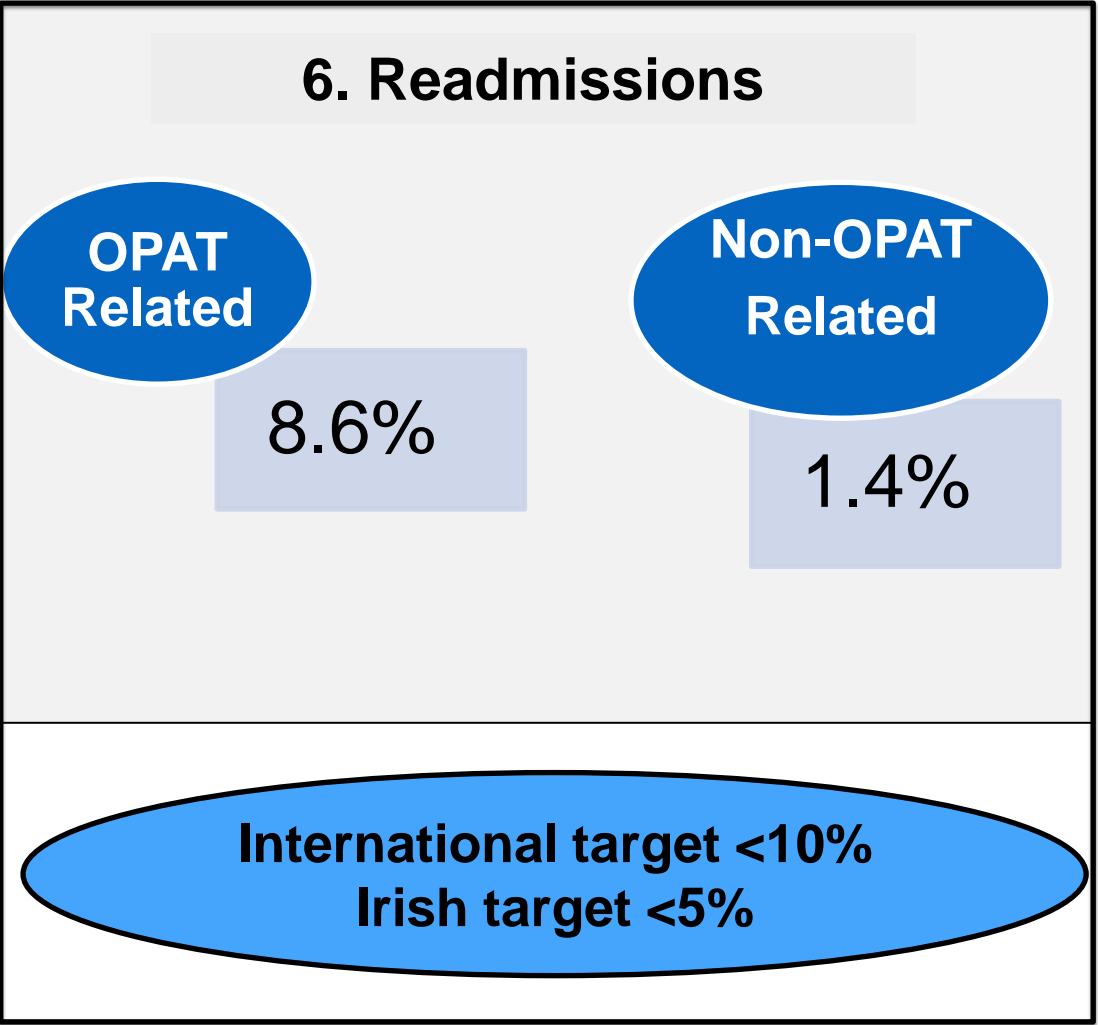 6. Readmissions
OPAT
Related
8.6%
Non-OPAT
Related
1.4%
International target <10%
Irish target <5%